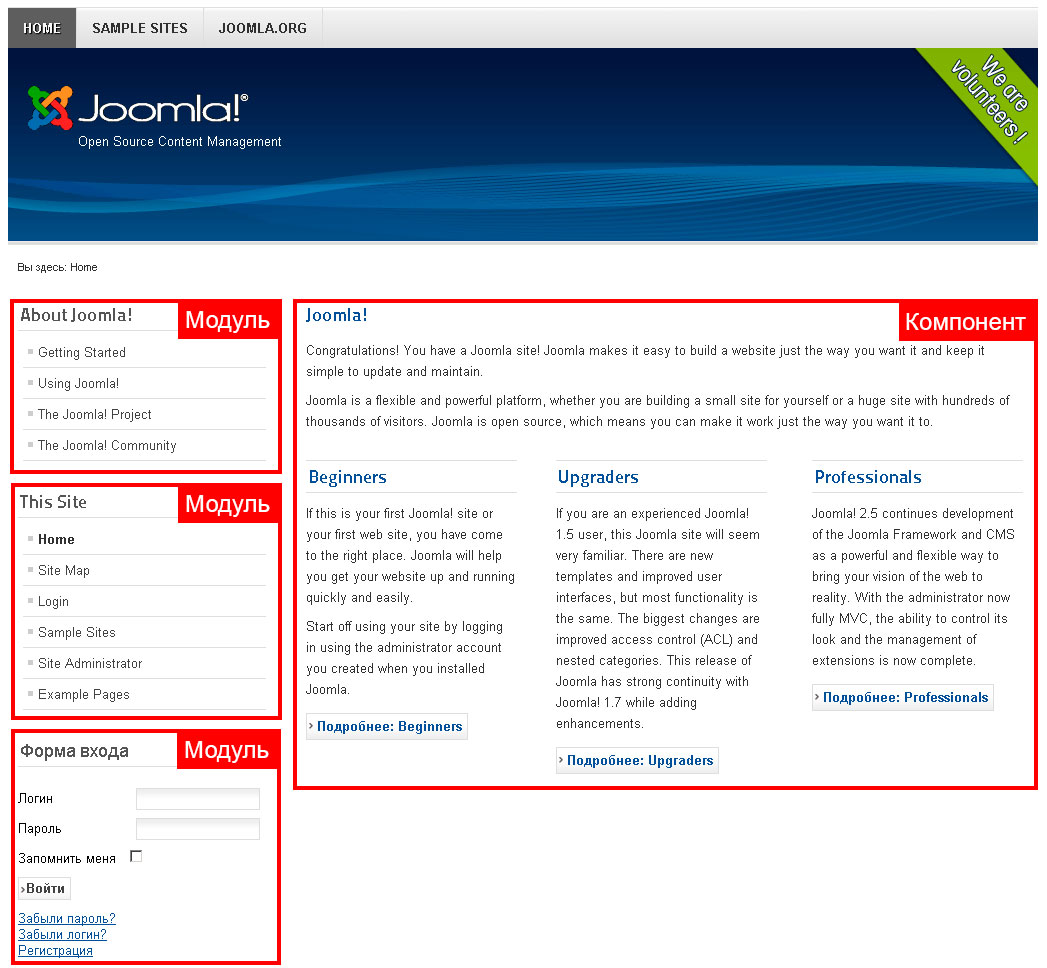 HOME SAMPLE SITES JOOMLA.ORG
We are
volunteers !
Joomla!®
Open Source Content Management
Вы здесь: Home
About Joomla! Модуль
Getting Started
Using Joomla!
The Joomla! Project
The Joomla! Community
This Site Модуль
Home
Site Map
Login
Sample Sites
Site Administrator
Example Pages
Форма входа Модуль
Логин
Пароль
Запомнить меня
Войти
Забыли пароль?
Забыли логин?
Регистрация
Joomla! Компонент
Congratulations! You have a Joomla site! Joomla makes it easy to build a website just the way you want it and keep it
simple to update and maintain.
Joomla is a flexible and powerful platform, whether you are building a small site for yourself or a huge site with hundreds of
thousands of visitors. Joomla is open source, which means you can make it work just the way you want it to.
Beginners
If this is your first Joomla! site or
your first web site, you have come
to the right place. Joomla will help
you get your website up and running
quickly and easily.
Start off using your site by logging
in using the administrator account
you created when you installed
Joomla.
Подробнее: Beginners
Upgraders
If you are an experienced Joomla!
1.5 user, this Joomla site will seem
very familiar. There are new
templates and improved user
interfaces, but most functionality is
the same. The biggest changes are
improved access control (ACL) and
nested categories. This release of
Joomla has strong continuity with
Joomla! 1.7 while adding
enhancements.
Подробнее: Upgraders
Professionals
Joomla! 2.5 continues development
of the Joomla Framework and CMS
as a powerful and flexible way to
bring your vision of the web to
reality. With the administrator now
fully MVC, the ability to control its
look and the management of
extensions is now complete.
Подробнее: Professionals